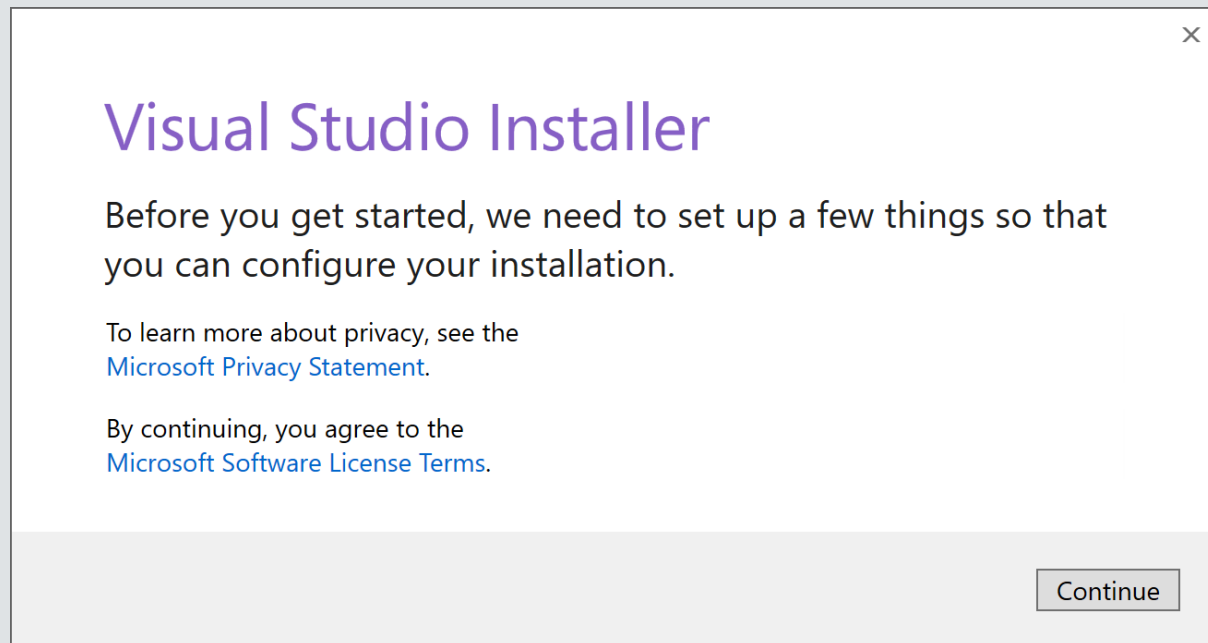 Visual Studio Installer
Before you get started, we need to set up a few things so that
you can configure your installation.
To learn more about privacy, see the
Microsoft Privacy Statement.
By continuing, you agree to the
Microsoft Software License Terms.
Continue